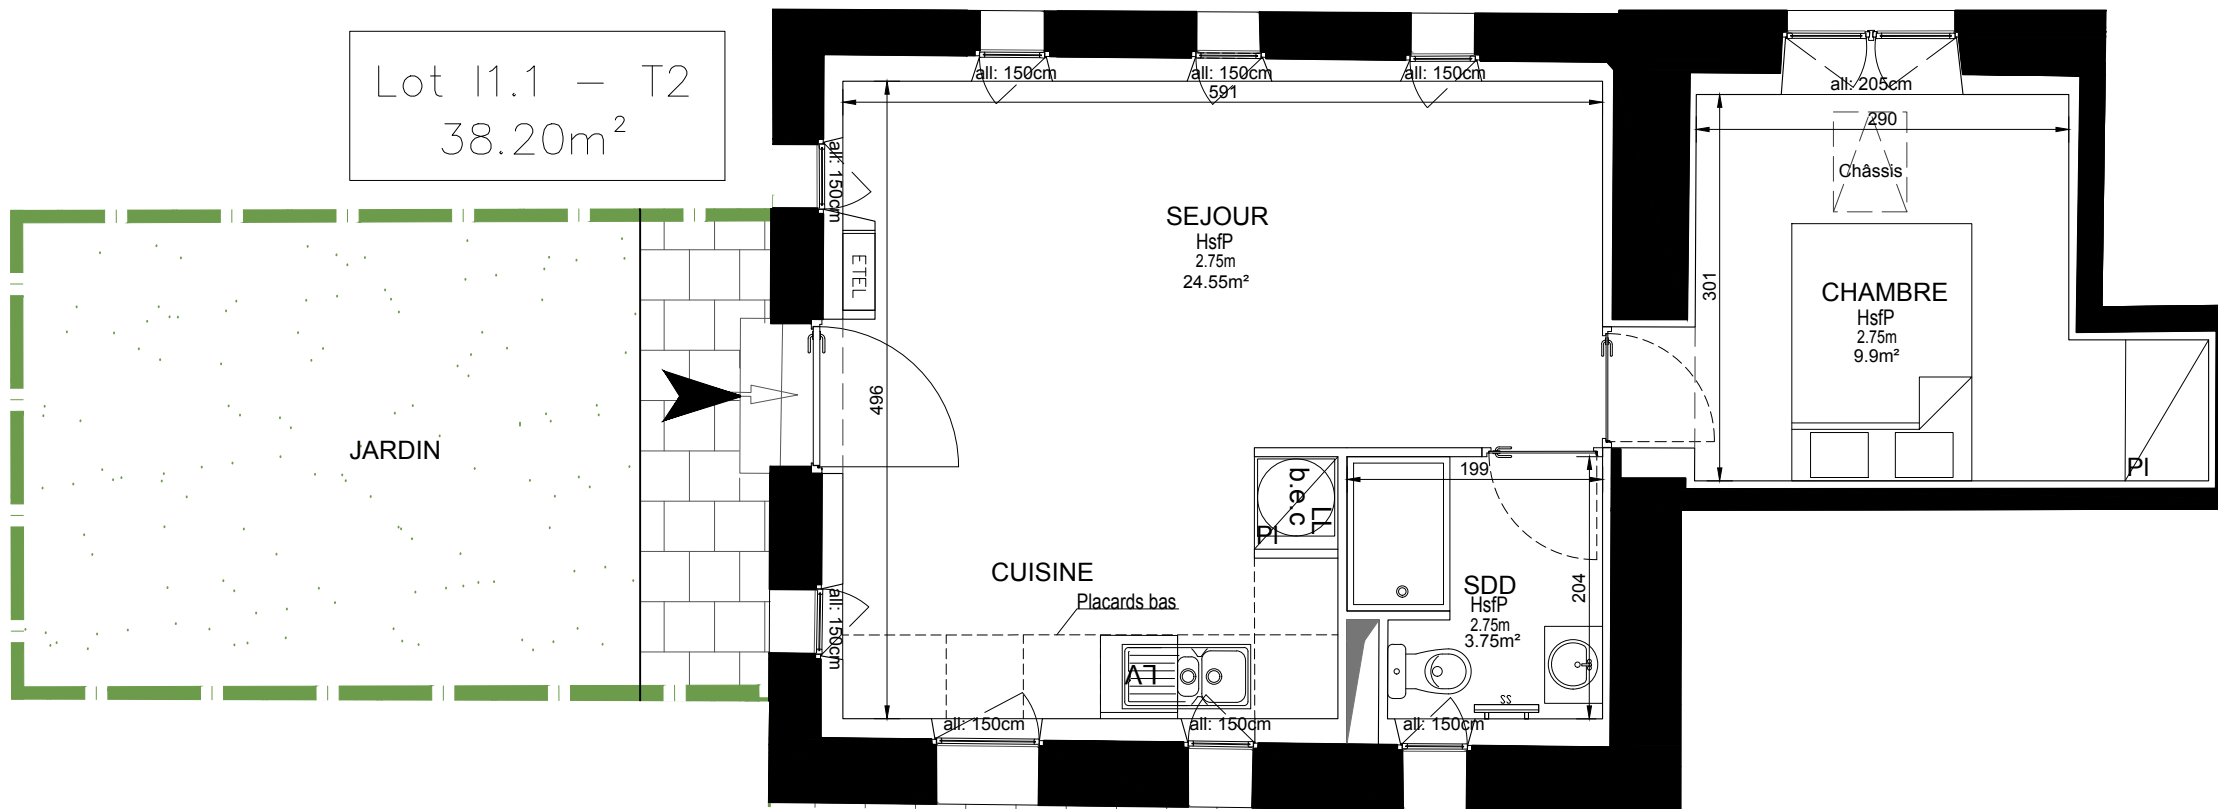 Lot I1.1 – T2
38.20m²
all: 150cm
all: 150cm
all: 150cm
591
all: 205cm
290
Châssis
all: 150cm
ETEL
SEJOUR
HsfP
2.75m
24.55m²
301
CHAMBRE
HsfP
2.75m
9.9m²
Pl
496
JARDIN
b.e.c
LL
Pl
199
CUISINE
Placards bas
SDD
HsfP
2.75m
3.75m²
204
all: 150cm
LV
SS
all: 150cm
all: 150cm
all: 150cm